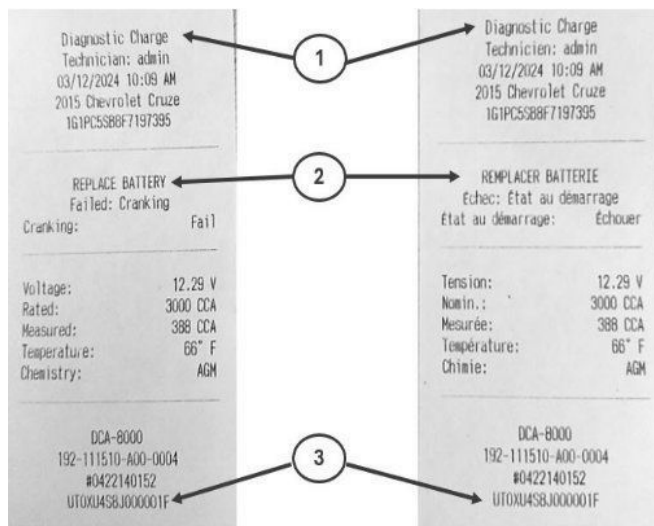 Diagnostic Charge
Technician: admin
03/12/2024 10:09 AM
2015 Chevrolet Cruze
1G1PC5SB8F7197395
REPLACE BATTERY
Failed: Cranking
Cranking: Fail
Voltage: 12.29 V
Rated: 3000 CCA
Measured: 388 CCA
Temperature: 66° F
Chemistry: AGM
DCA-8000
192-111510-A00-0004
#0422140152
UTOXU4S8J000001F
1
2
3
Diagnostic Charge
Technicien: admin
03/12/2024 10:09 AM
2015 Chevrolet Cruze
1G1PC5SB8F7197395
REMPLACER BATTERIE
Échec: État au démarrage
État au démarrage: Échouer
Tension: 12.29 V
Nomin.: 3000 CCA
Mesurée: 388 CCA
Température: 66° F
Chimie: AGM
DCA-8000
192-111510-A00-0004
#0422140152
UTOXU4S8J000001F